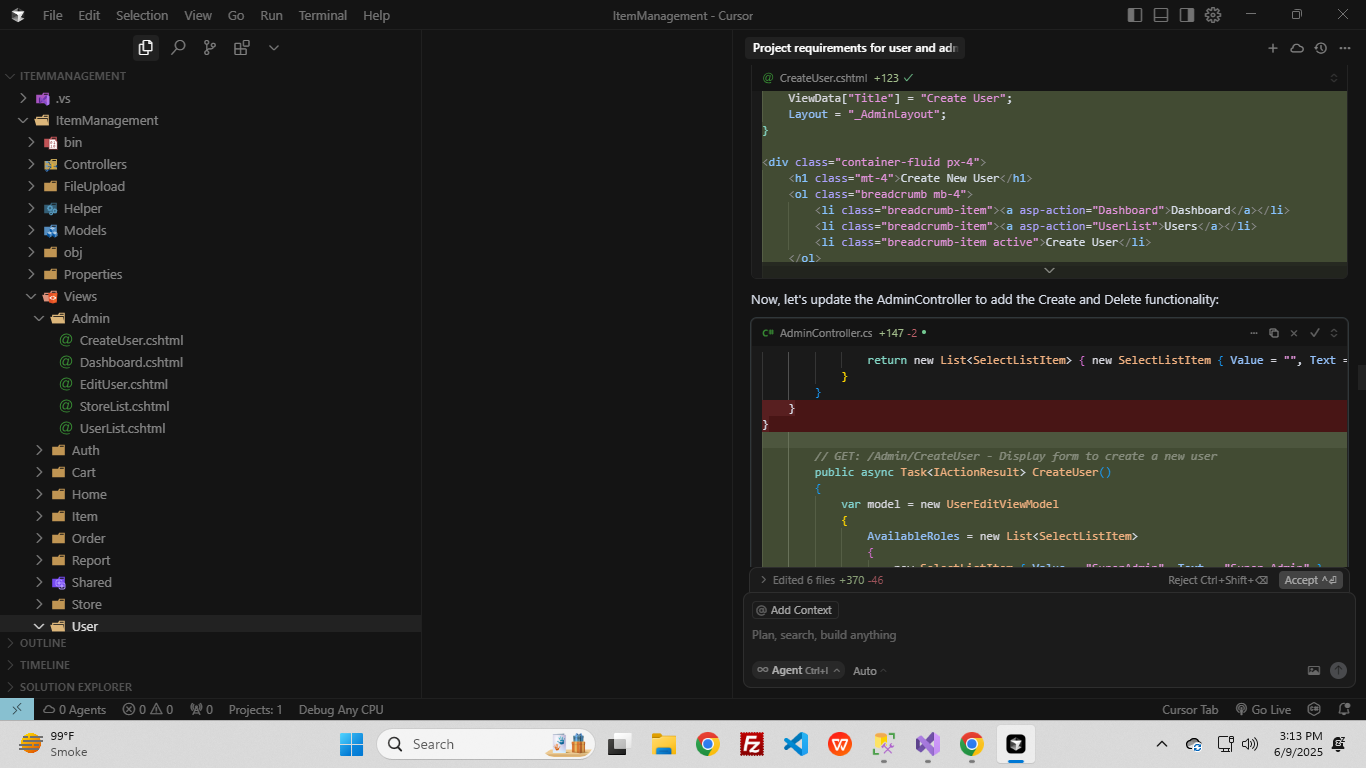 File Edit Selection View Go Run Terminal Help
ItemManagement - Cursor
ITEMMANAGEMENT
.vs
ItemManagement
bin
Controllers
FileUpload
Helper
Models
obj
Properties
Views
Admin
@ CreateUser.cshtml
@ Dashboard.cshtml
@ EditUser.cshtml
@ StoreList.cshtml
@ UserList.cshtml
Auth
Cart
Home
Item
Order
Report
Shared
Store
User
OUTLINE
TIMELINE
SOLUTION EXPLORER
Project requirements for user and adm
@ CreateUser.cshtml +123
ViewData["Title"] = "Create User";
Layout = "_AdminLayout";
}
<div class="container-fluid px-4">
<h1 class="mt-4">Create New User</h1>
<ol class="breadcrumb mb-4">
<li class="breadcrumb-item"><a asp-action="Dashboard">Dashboard</a></li>
<li class="breadcrumb-item"><a asp-action="UserList">Users</a></li>
<li class="breadcrumb-item active">Create User</li>
</ol>
Now, let's update the AdminController to add the Create and Delete functionality:
C# AdminController.cs +147 -2
return new List<SelectListItem> { new SelectListItem { Value = "", Text =
}
}
}
}
// GET: /Admin/CreateUser - Display form to create a new user
public async Task<IActionResult> CreateUser()
{
var model = new UserEditViewModel
{
AvailableRoles = new List<SelectListItem>
{
new SelectListItem { Value = "SuperAdmin", Text = "Super Admin" },
Edited 6 files +370 -46
Reject Ctrl+Shift+⌫ Accept ^⏎
@ Add Context
Plan, search, build anything
∞ Agent Ctrl+I Auto
0 Agents 0 0 0 Projects: 1 Debug Any CPU
Cursor Tab Go Live
99°F
Smoke
Search
3:13 PM
6/9/2025